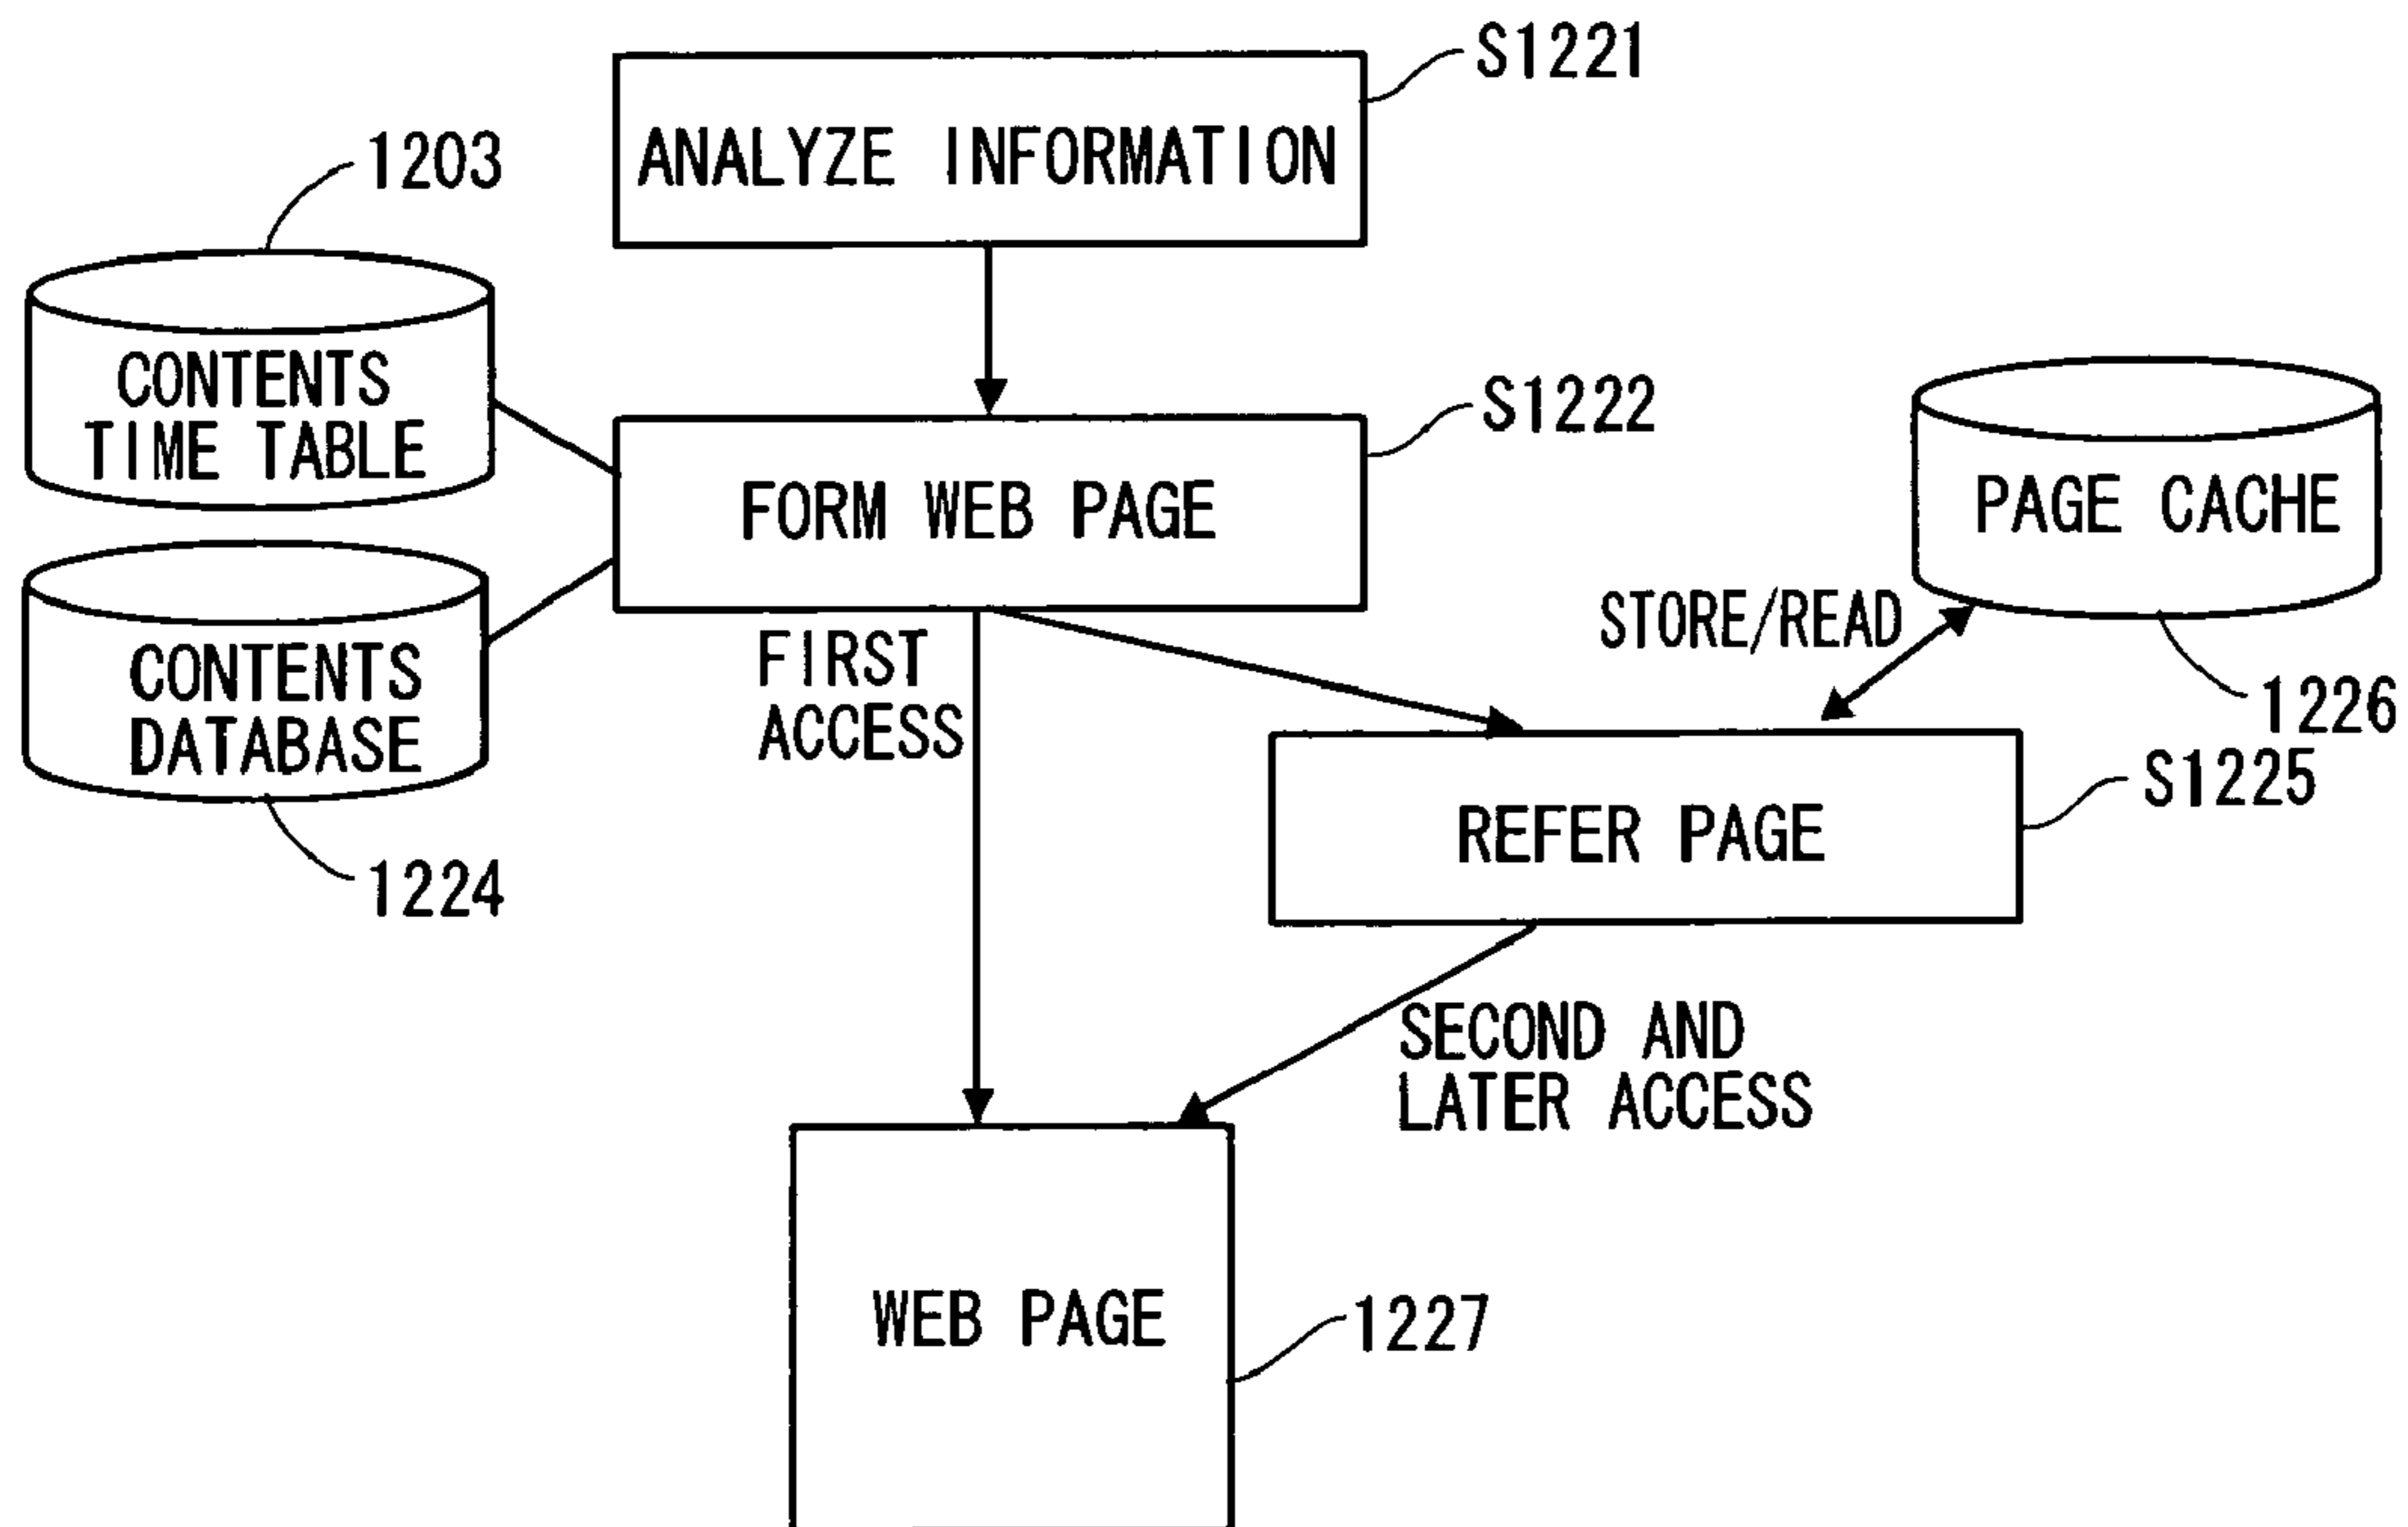 S1221
ANALYZE INFORMATION
1203
CONTENTS
TIME TABLE
S1222
FORM WEB PAGE
PAGE CACHE
STORE/READ
1226
CONTENTS
DATABASE
1224
FIRST
ACCESS
S1225
REFER PAGE
SECOND AND
LATER ACCESS
WEB PAGE
1227